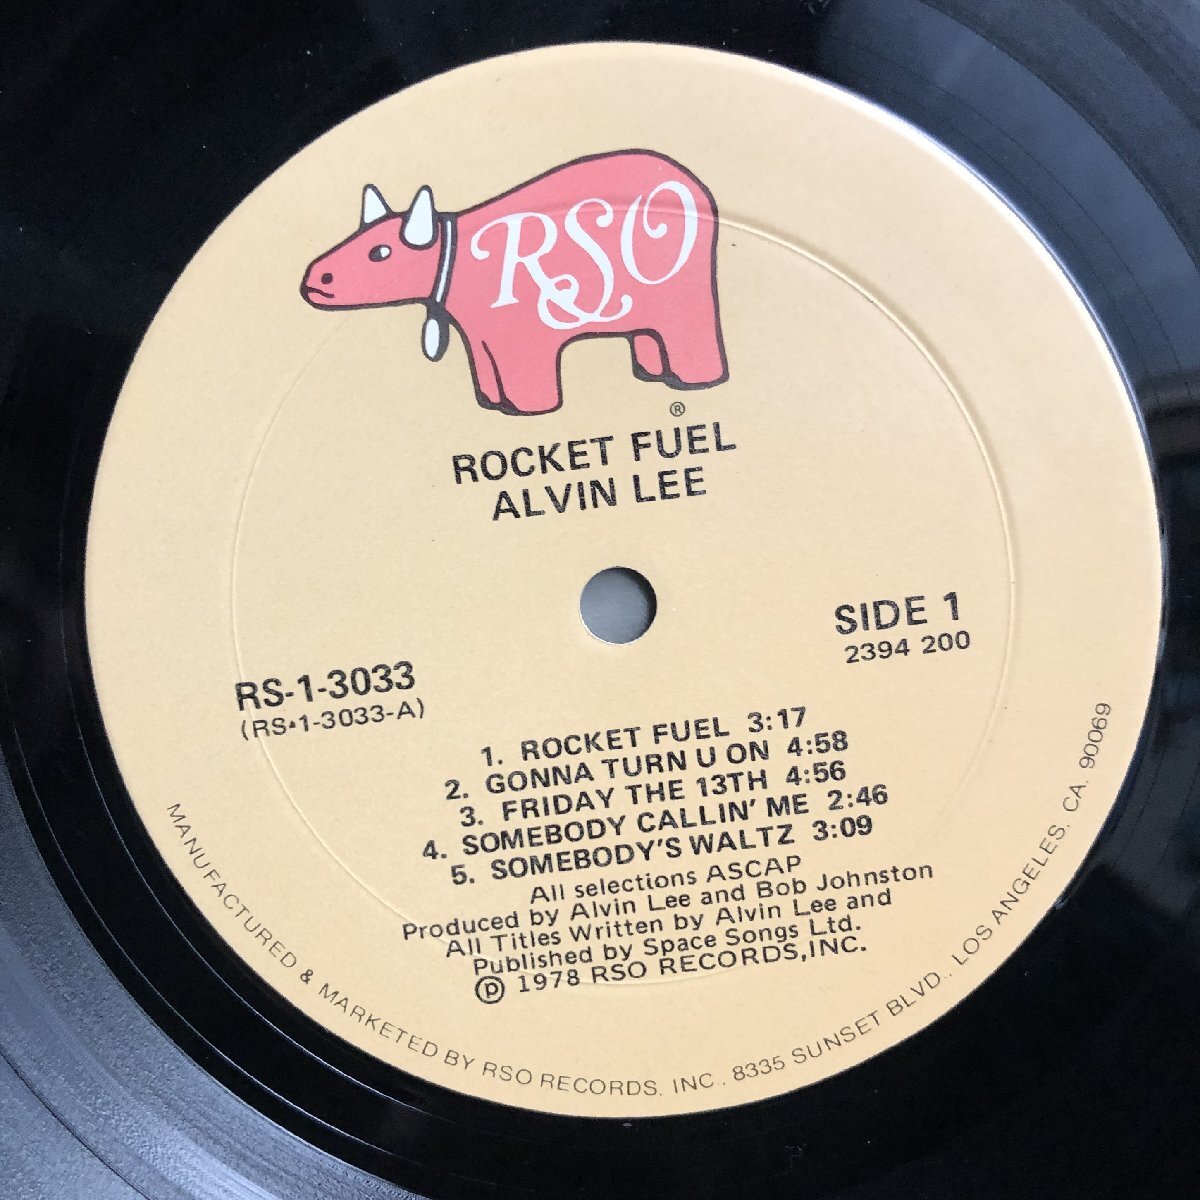 RSO
®
ROCKET FUEL
ALVIN LEE
SIDE 1
2394 200
RS-1-3033
(RS•1-3033-A)
1. ROCKET FUEL 3:17
2. GONNA TURN U ON 4:58
3. FRIDAY THE 13TH 4:56
4. SOMEBODY CALLIN' ME 2:46
5. SOMEBODY'S WALTZ 3:09
All selections ASCAP
Produced by Alvin Lee and Bob Johnston
All Titles Written by Alvin Lee and
Published by Space Songs Ltd.
℗ 1978 RSO RECORDS,INC.
MANUFACTURED & MARKETED BY RSO RECORDS, INC. 8335 SUNSET BLVD., LOS ANGELES, CA. 90069